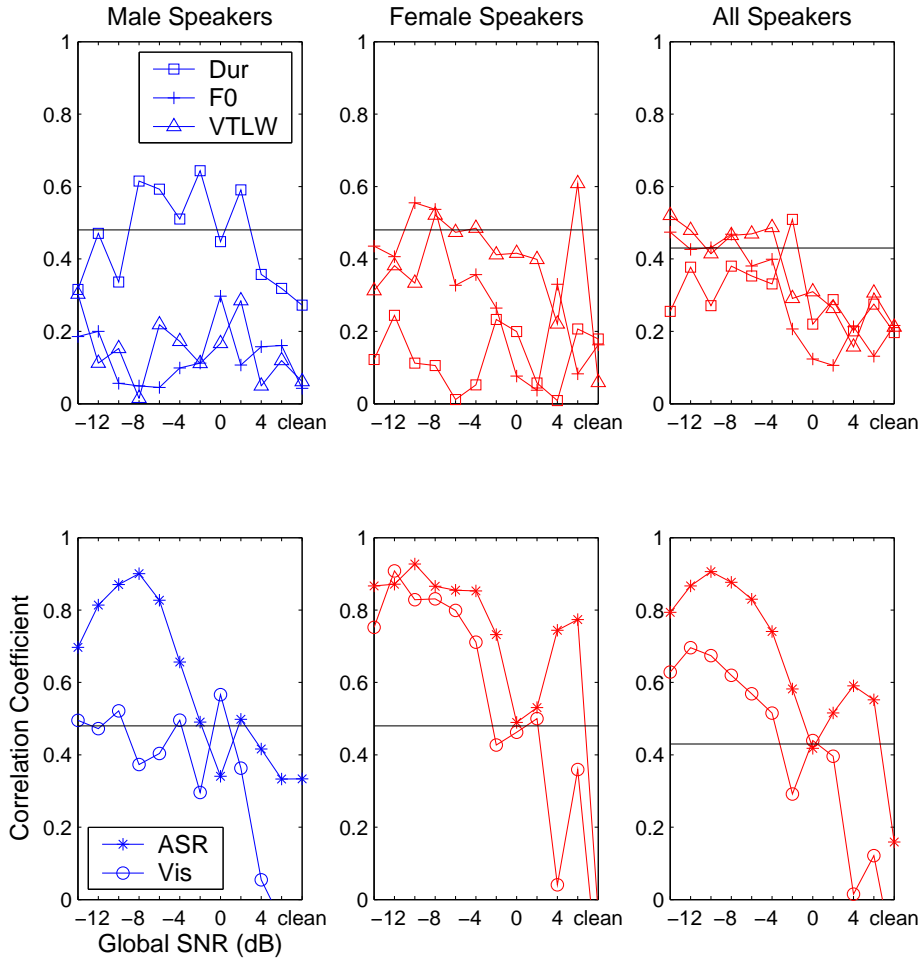 Male Speakers Female Speakers All Speakers
1 1 1
Dur
F0
VTLW
0.8 0.8 0.8
0.6 0.6 0.6
0.4 0.4 0.4
0.2 0.2 0.2
0 0 0
−12 −8 −4 0 4 clean −12 −8 −4 0 4 clean −12 −8 −4 0 4 clean
1 1 1
0.8 0.8 0.8
0.6 0.6 0.6
0.4 0.4 0.4
0.2 0.2 0.2
Correlation Coefficient
ASR
Vis
0 0 0
−12 −8 −4 0 4 clean −12 −8 −4 0 4 clean −12 −8 −4 0 4 clean
Global SNR (dB)